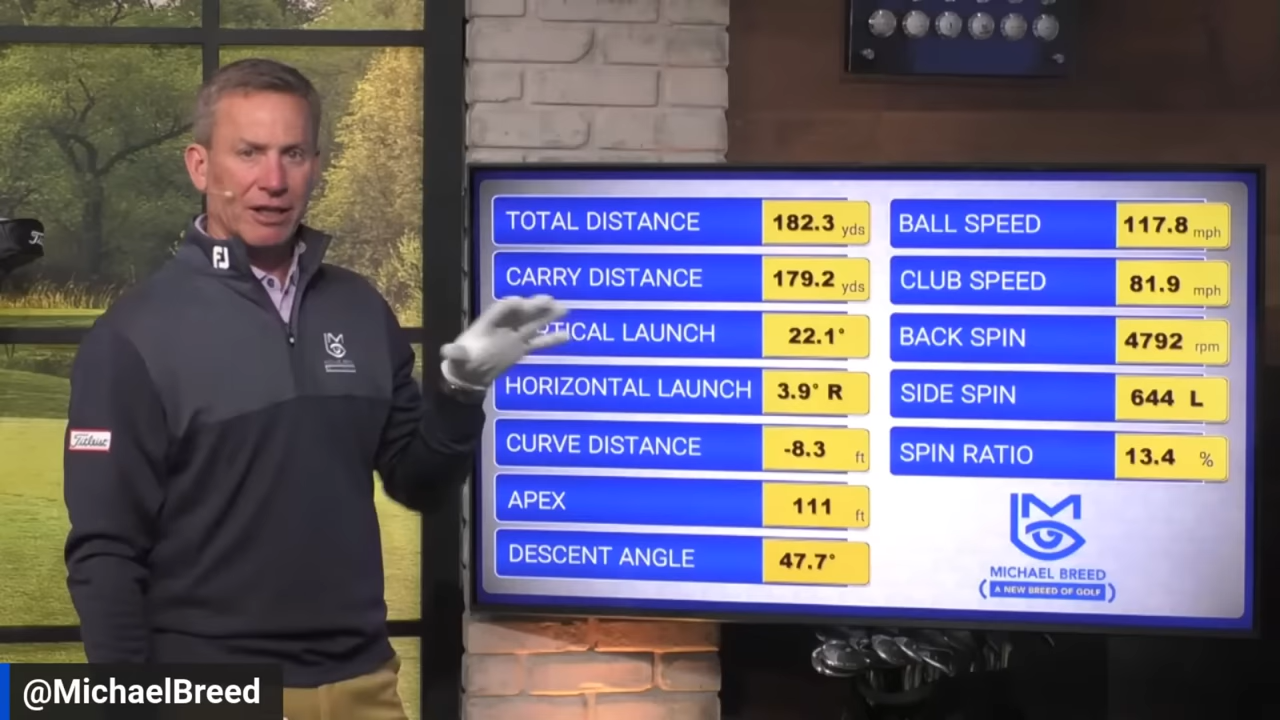 TOTAL DISTANCE 182.3 yds
CARRY DISTANCE 179.2 yds
TICAL LAUNCH 22.1°
HORIZONTAL LAUNCH 3.9° R
CURVE DISTANCE -8.3 ft
APEX 111 ft
DESCENT ANGLE 47.7°
BALL SPEED 117.8 mph
CLUB SPEED 81.9 mph
BACK SPIN 4792 rpm
SIDE SPIN 644 L
SPIN RATIO 13.4 %
MICHAEL BREED
(A NEW BREED OF GOLF)
FJ
Titleist
@MichaelBreed